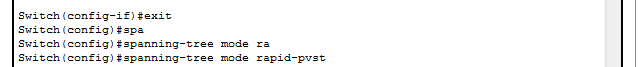 Switch(config-if)#exit
Switch(config)#spa
Switch(config)#spanning-tree mode ra
Switch(config)#spanning-tree mode rapid-pvst